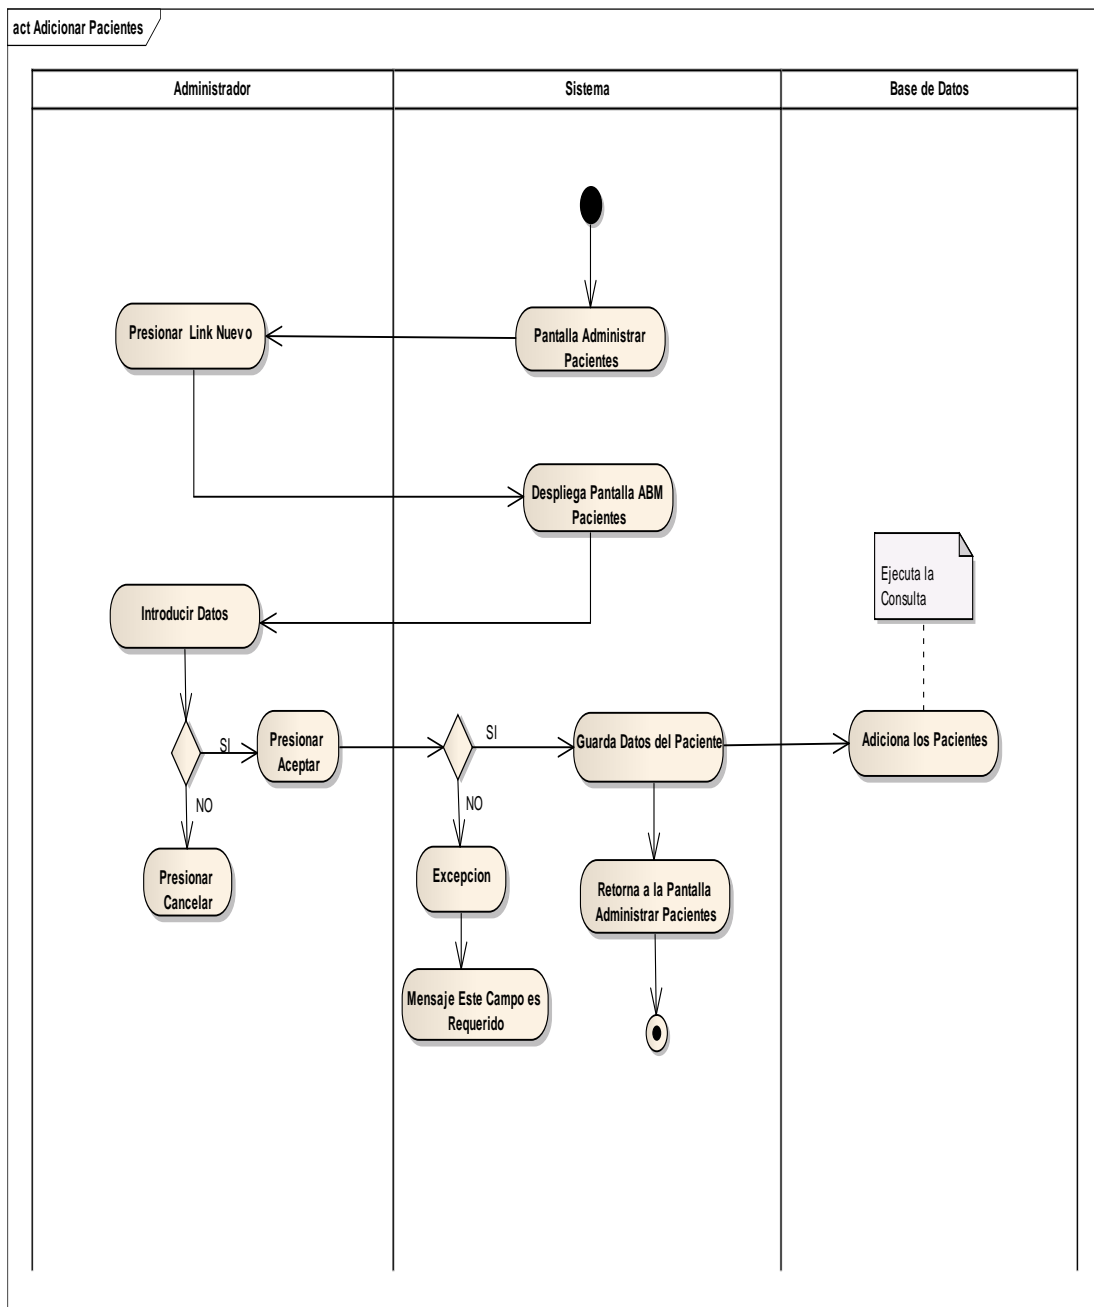 act Adicionar Pacientes
Administrador
Sistema
Base de Datos
Presionar Link Nuevo
Pantalla Administrar
Pacientes
Despliega Pantalla ABM
Pacientes
Ejecuta la
Consulta
Introducir Datos
SI
Presionar
Aceptar
SI
Guarda Datos del Paciente
Adiciona los Pacientes
NO
NO
Presionar
Cancelar
Excepcion
Retorna a la Pantalla
Administrar Pacientes
Mensaje Este Campo es
Requerido